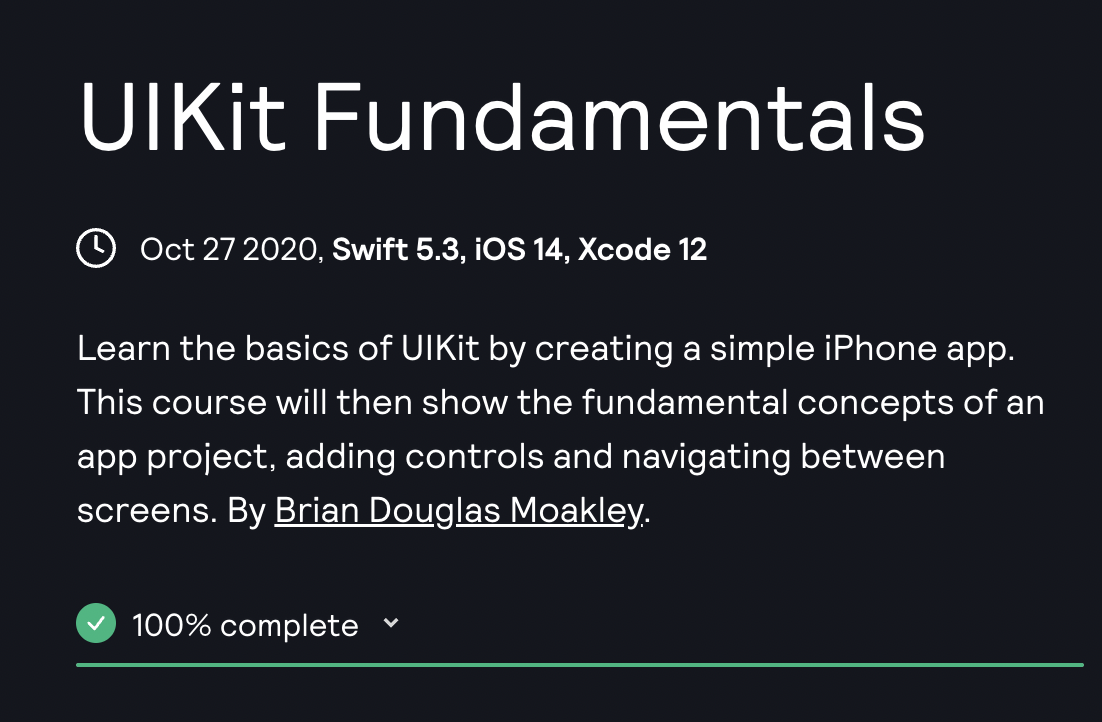 UIKit Fundamentals
Oct 27 2020, Swift 5.3, iOS 14, Xcode 12
Learn the basics of UIKit by creating a simple iPhone app.
This course will then show the fundamental concepts of an
app project, adding controls and navigating between
screens. By Brian Douglas Moakley.
100% complete